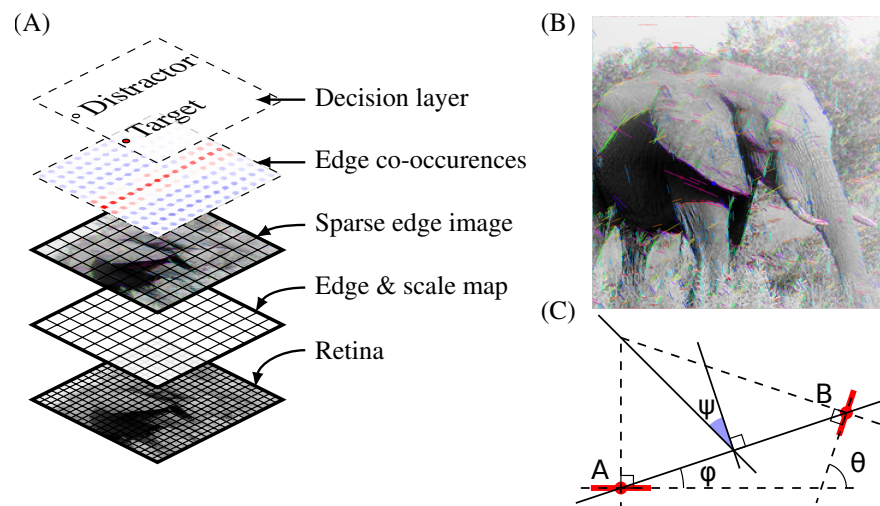 (A)
Distractor
Target
Decision layer
Edge co-occurences
Sparse edge image
Edge & scale map
Retina
(B)
(C)
ψ
B
A
φ
θ